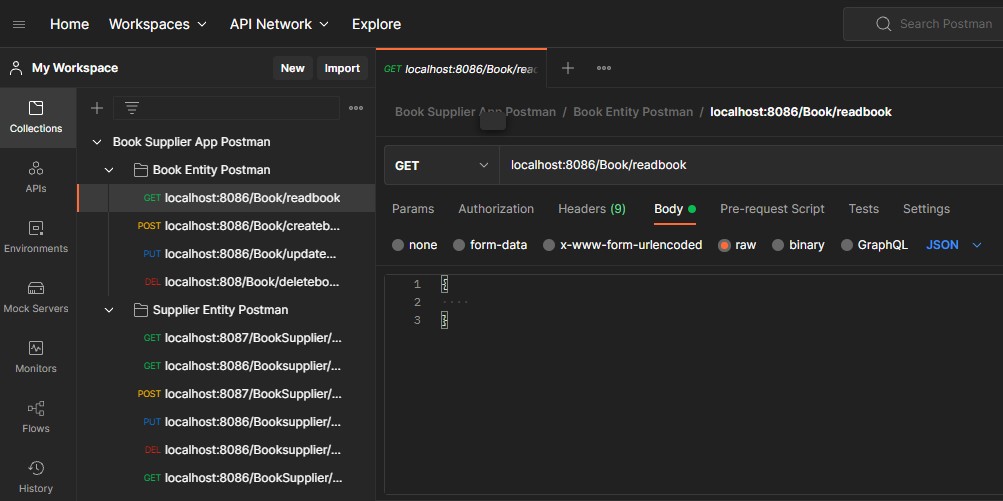 Home Workspaces API Network Explore Search Postman
My Workspace New Import
GET localhost:8086/Book/rea
Collections
APIs
Environments
Mock Servers
Monitors
Flows
History
Book Supplier App Postman
Book Entity Postman
GET localhost:8086/Book/readbook
POST localhost:8086/Book/createb...
PUT localhost:8086/Book/update...
DEL localhost:808/Book/deletebo...
Supplier Entity Postman
GET localhost:8087/BookSupplier/...
GET localhost:8086/Booksupplier/...
POST localhost:8087/BookSupplier/...
PUT localhost:8086/Booksupplier/...
DEL localhost:8086/Booksupplier/...
GET localhost:8086/BookSupplier/...
Book Supplier App Postman / Book Entity Postman / localhost:8086/Book/readbook
GET localhost:8086/Book/readbook
Params Authorization Headers (9) Body Pre-request Script Tests Settings
none form-data x-www-form-urlencoded raw binary GraphQL JSON
1 {
2 ····
3 }